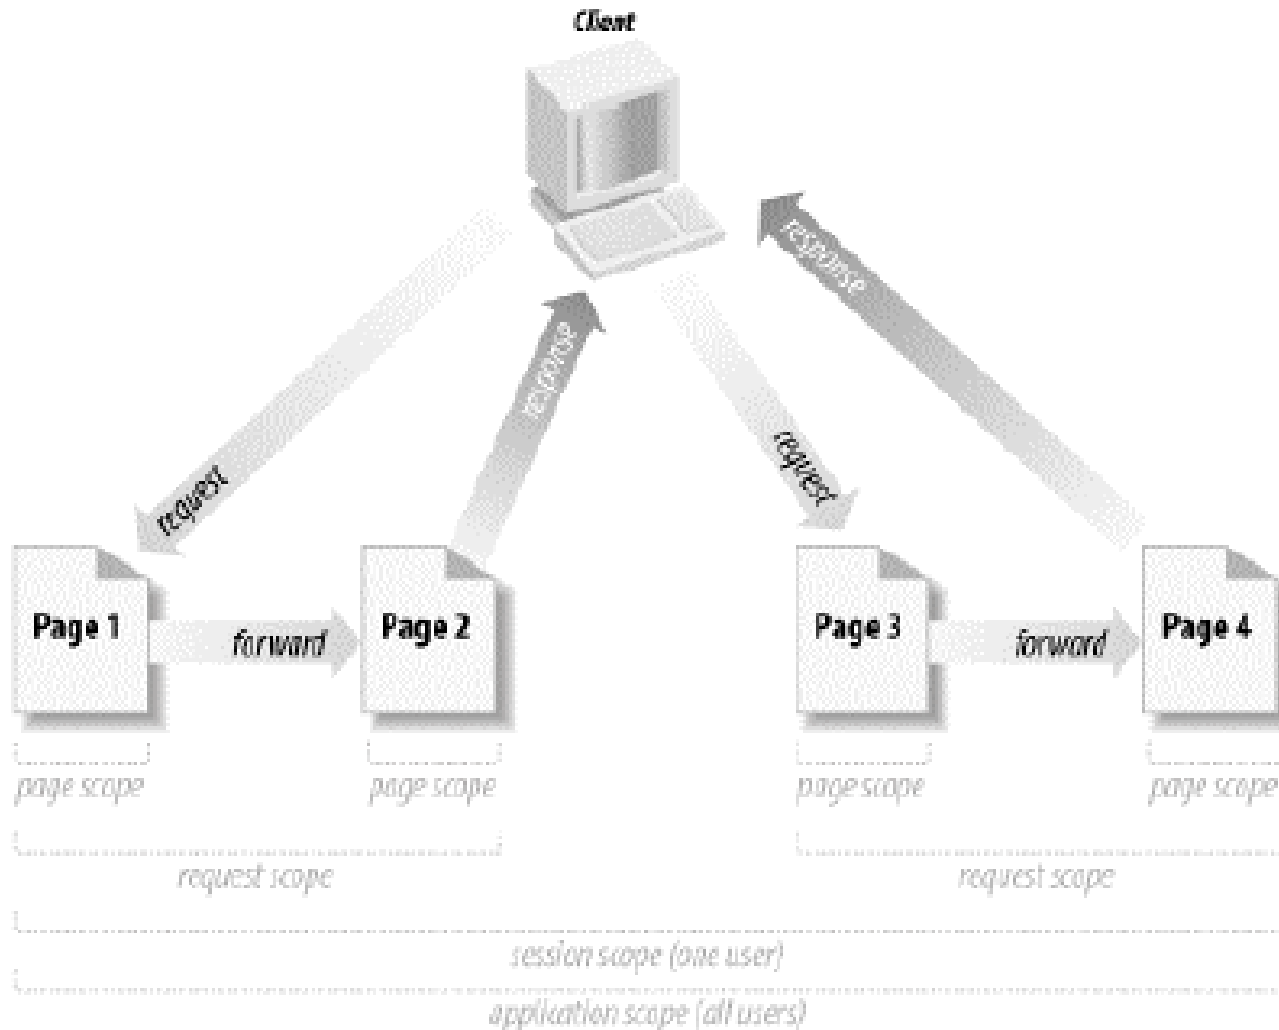 Client
response
response
request
request
Page 1
forward
Page 2
Page 3
forward
Page 4
page scope
page scope
page scope
page scope
request scope
request scope
session scope (one user)
application scope (all users)